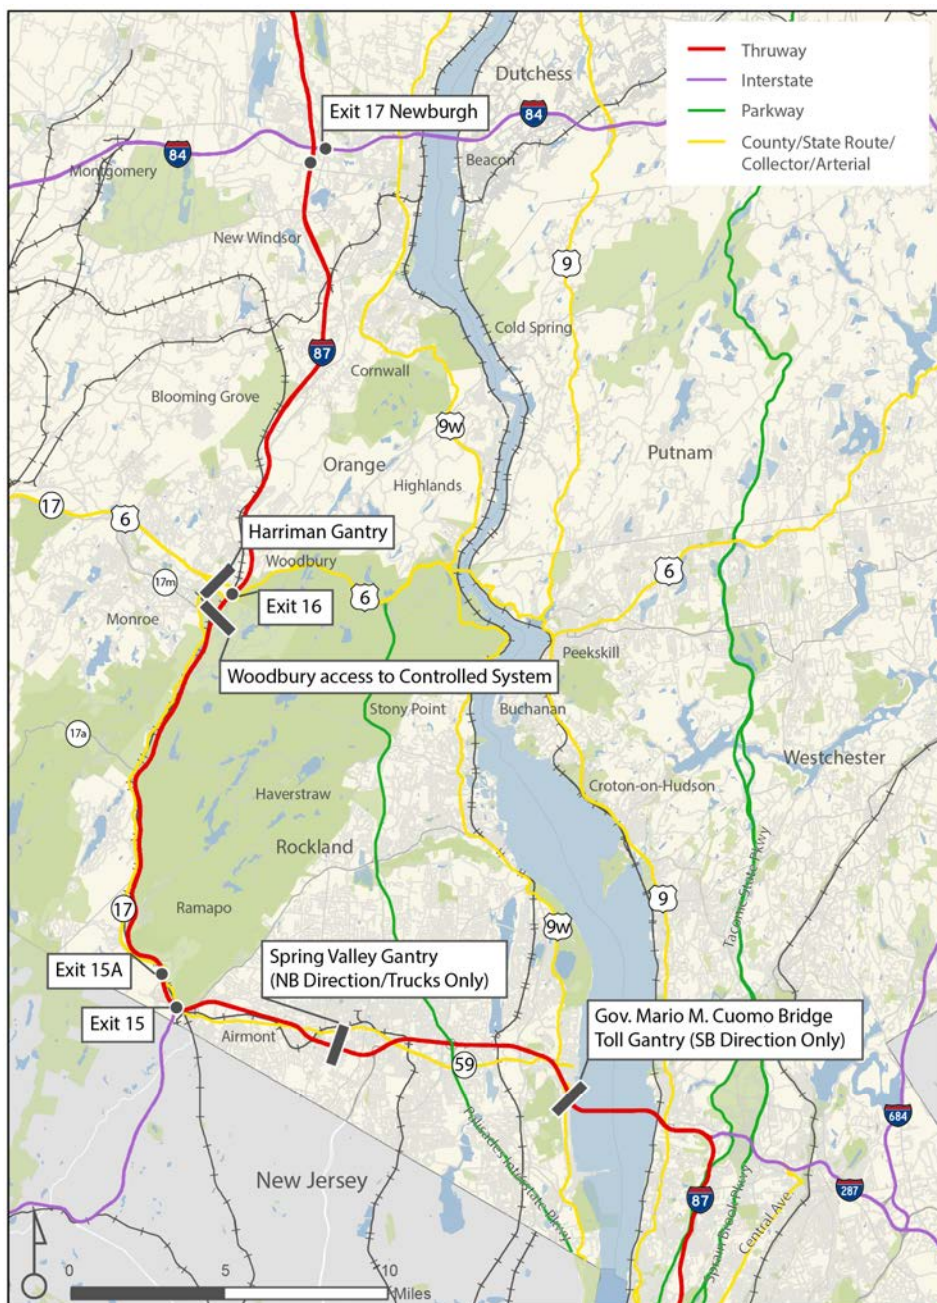 Dutchess
Thruway
Interstate
Parkway
County/State Route/
Collector/Arterial
Exit 17 Newburgh
84
84
Montgomery
Beacon
New Windsor
9
87
Cold Spring
Cornwall
Blooming Grove
9W
Orange
Putnam
Highlands
17
6
Harriman Gantry
Woodbury
17m
6
6
Exit 16
Monroe
Peekskill
Woodbury access to Controlled System
Stony Point
Buchanan
17a
Westchester
Croton-on-Hudson
Haverstraw
Rockland
Taconic State Pkwy
17
Ramapo
9
9W
Spring Valley Gantry
(NB Direction/Trucks Only)
Exit 15A
Exit 15
Airmont
Gov. Mario M. Cuomo Bridge
Toll Gantry (SB Direction Only)
59
684
Palisades Interstate Pkwy
New Jersey
87
Sprain Brook Pkwy
Central Ave
287
0 5 10
Miles